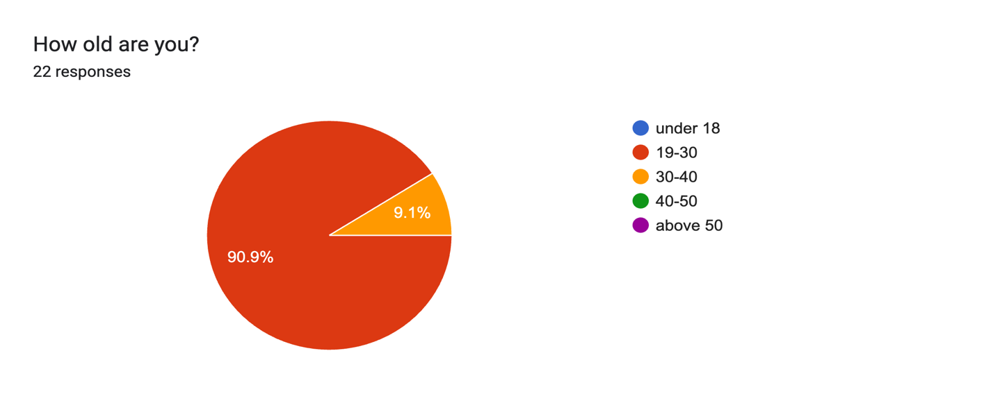 How old are you?
22 responses
under 18
19-30
30-40
40-50
above 50
9.1%
90.9%